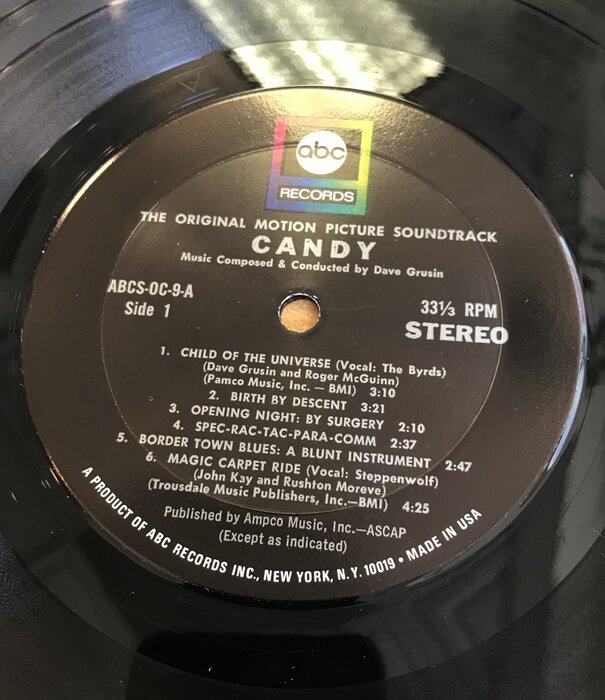 abc
RECORDS
THE ORIGINAL MOTION PICTURE SOUNDTRACK
CANDY
Music Composed & Conducted by Dave Grusin
ABCS-OC-9-A
Side 1
33⅓ RPM
STEREO
1. CHILD OF THE UNIVERSE (Vocal: The Byrds)
(Dave Grusin and Roger McGuinn)
(Pamco Music, Inc. – BMI) 3:10
2. BIRTH BY DESCENT 3:21
3. OPENING NIGHT: BY SURGERY 2:10
4. SPEC-RAC-TAC-PARA-COMM 2:37
5. BORDER TOWN BLUES: A BLUNT INSTRUMENT 2:47
6. MAGIC CARPET RIDE (Vocal: Steppenwolf)
(John Kay and Rushton Moreve)
(Trousdale Music Publishers, Inc.—BMI) 4:25
Published by Ampco Music, Inc.—ASCAP
(Except as indicated)
A PRODUCT OF ABC RECORDS INC., NEW YORK, N.Y. 10019 • MADE IN USA